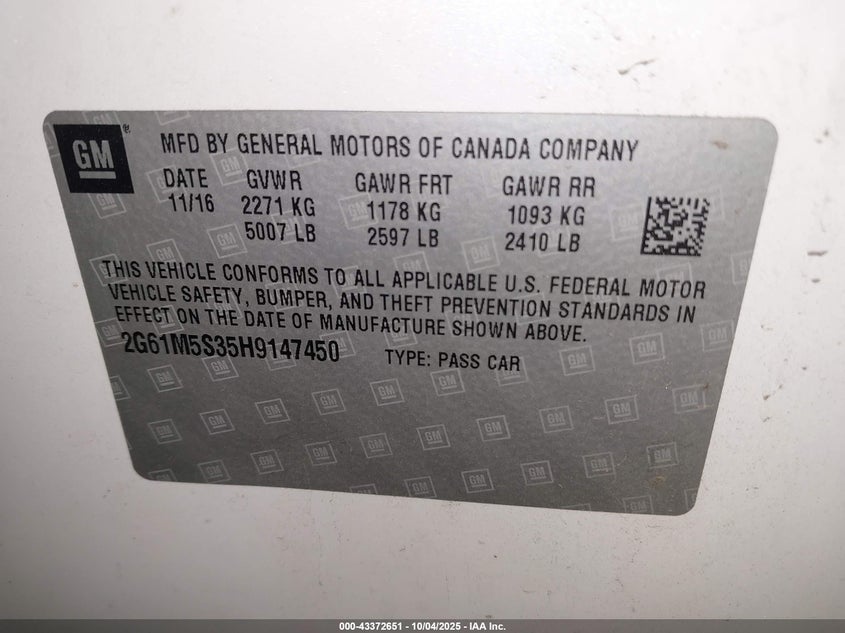 GM
MFD BY GENERAL MOTORS OF CANADA COMPANY
DATE GVWR GAWR FRT GAWR RR
11/16 2271 KG 1178 KG 1093 KG
5007 LB 2597 LB 2410 LB
THIS VEHICLE CONFORMS TO ALL APPLICABLE U.S. FEDERAL MOTOR
VEHICLE SAFETY, BUMPER, AND THEFT PREVENTION STANDARDS IN
EFFECT ON THE DATE OF MANUFACTURE SHOWN ABOVE.
2G61M5S35H9147450 TYPE: PASS CAR
000-43372651 - 10/04/2025 - IAA Inc.